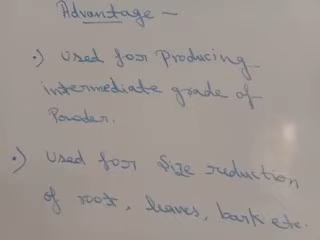 Advantage -
•) Used for Producing
intermediate grade of
Powder.
•) Used for Size reduction
of root, leaves, bark etc.